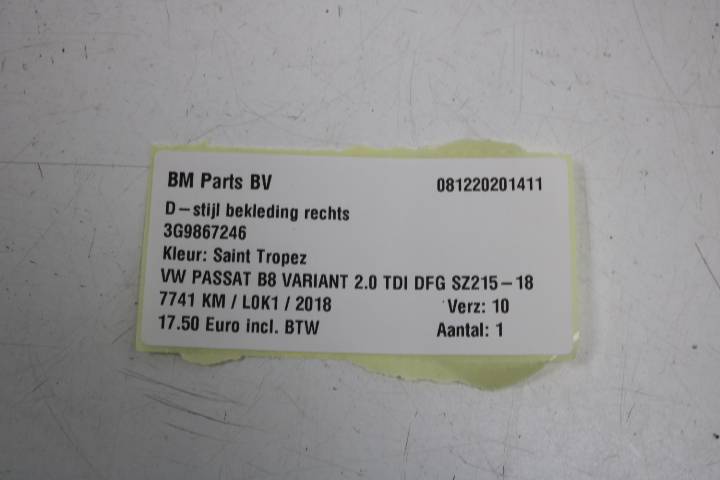 BM Parts BV 081220201411
D-stijl bekleding rechts
3G9867246
Kleur: Saint Tropez
VW PASSAT B8 VARIANT 2.0 TDI DFG SZ215-18
7741 KM / L0K1 / 2018 Verz: 10
17.50 Euro incl. BTW Aantal: 1